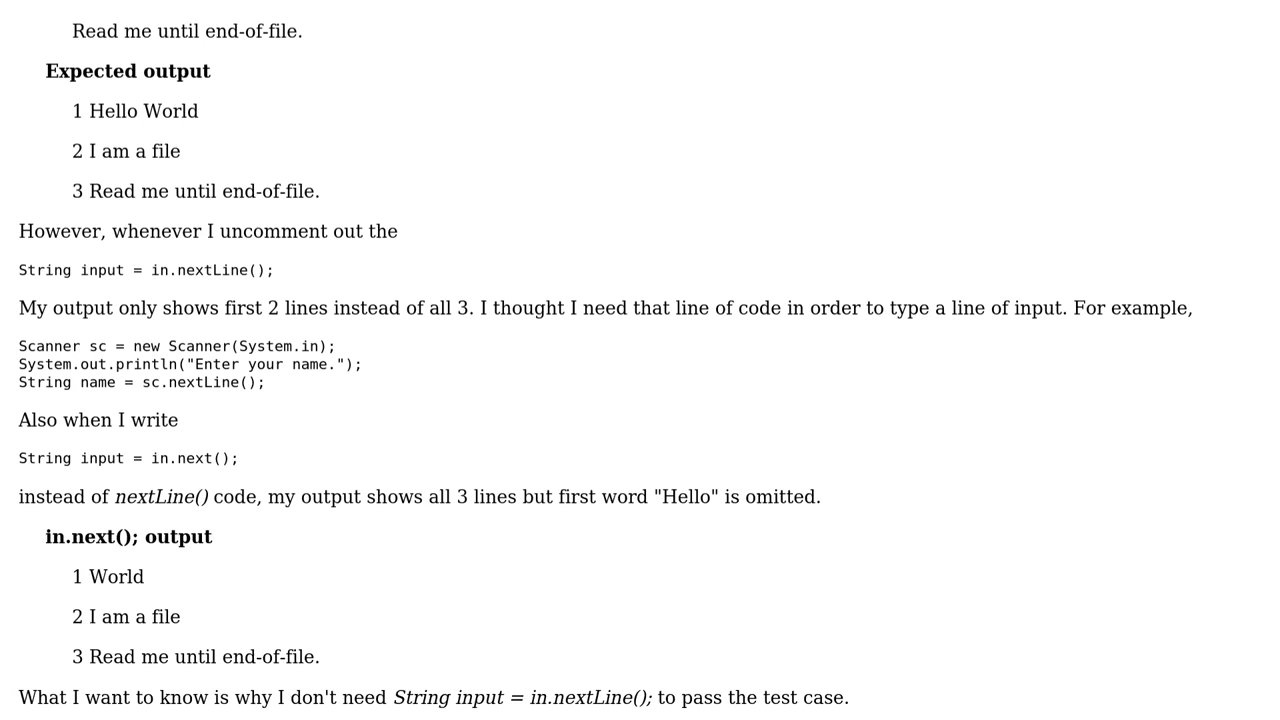 Read me until end-of-file.
Expected output
1 Hello World
2 I am a file
3 Read me until end-of-file.
However, whenever I uncomment out the
String input = in.nextLine();
My output only shows first 2 lines instead of all 3. I thought I need that line of code in order to type a line of input. For example,
Scanner sc = new Scanner(System.in);
System.out.println("Enter your name.");
String name = sc.nextLine();
Also when I write
String input = in.next();
instead of nextLine() code, my output shows all 3 lines but first word "Hello" is omitted.
in.next(); output
1 World
2 I am a file
3 Read me until end-of-file.
What I want to know is why I don't need String input = in.nextLine(); to pass the test case.